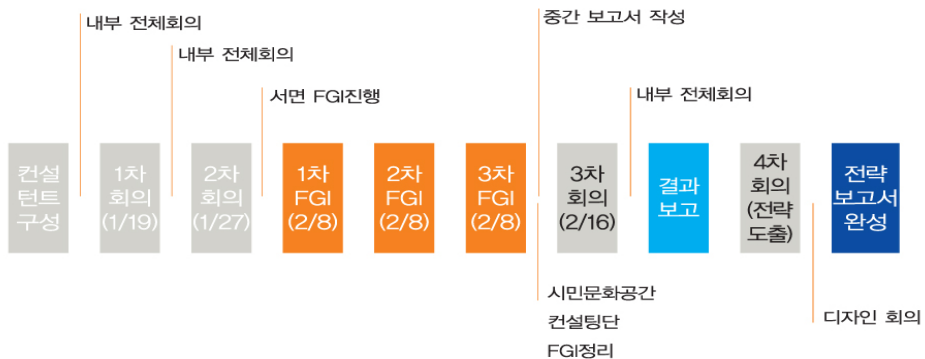 내부 전체회의
중간 보고서 작성
내부 전체회의
서면 FGI진행
내부 전체회의
컨설
턴트
구성
1차
회의
(1/19)
2차
회의
(1/27)
1차
FGI
(2/8)
2차
FGI
(2/8)
3차
FGI
(2/8)
3차
회의
(2/16)
결과
보고
4차
회의
(전략
도출)
전략
보고서
완성
시민문화공간
컨설팅단
FGI정리
디자인 회의